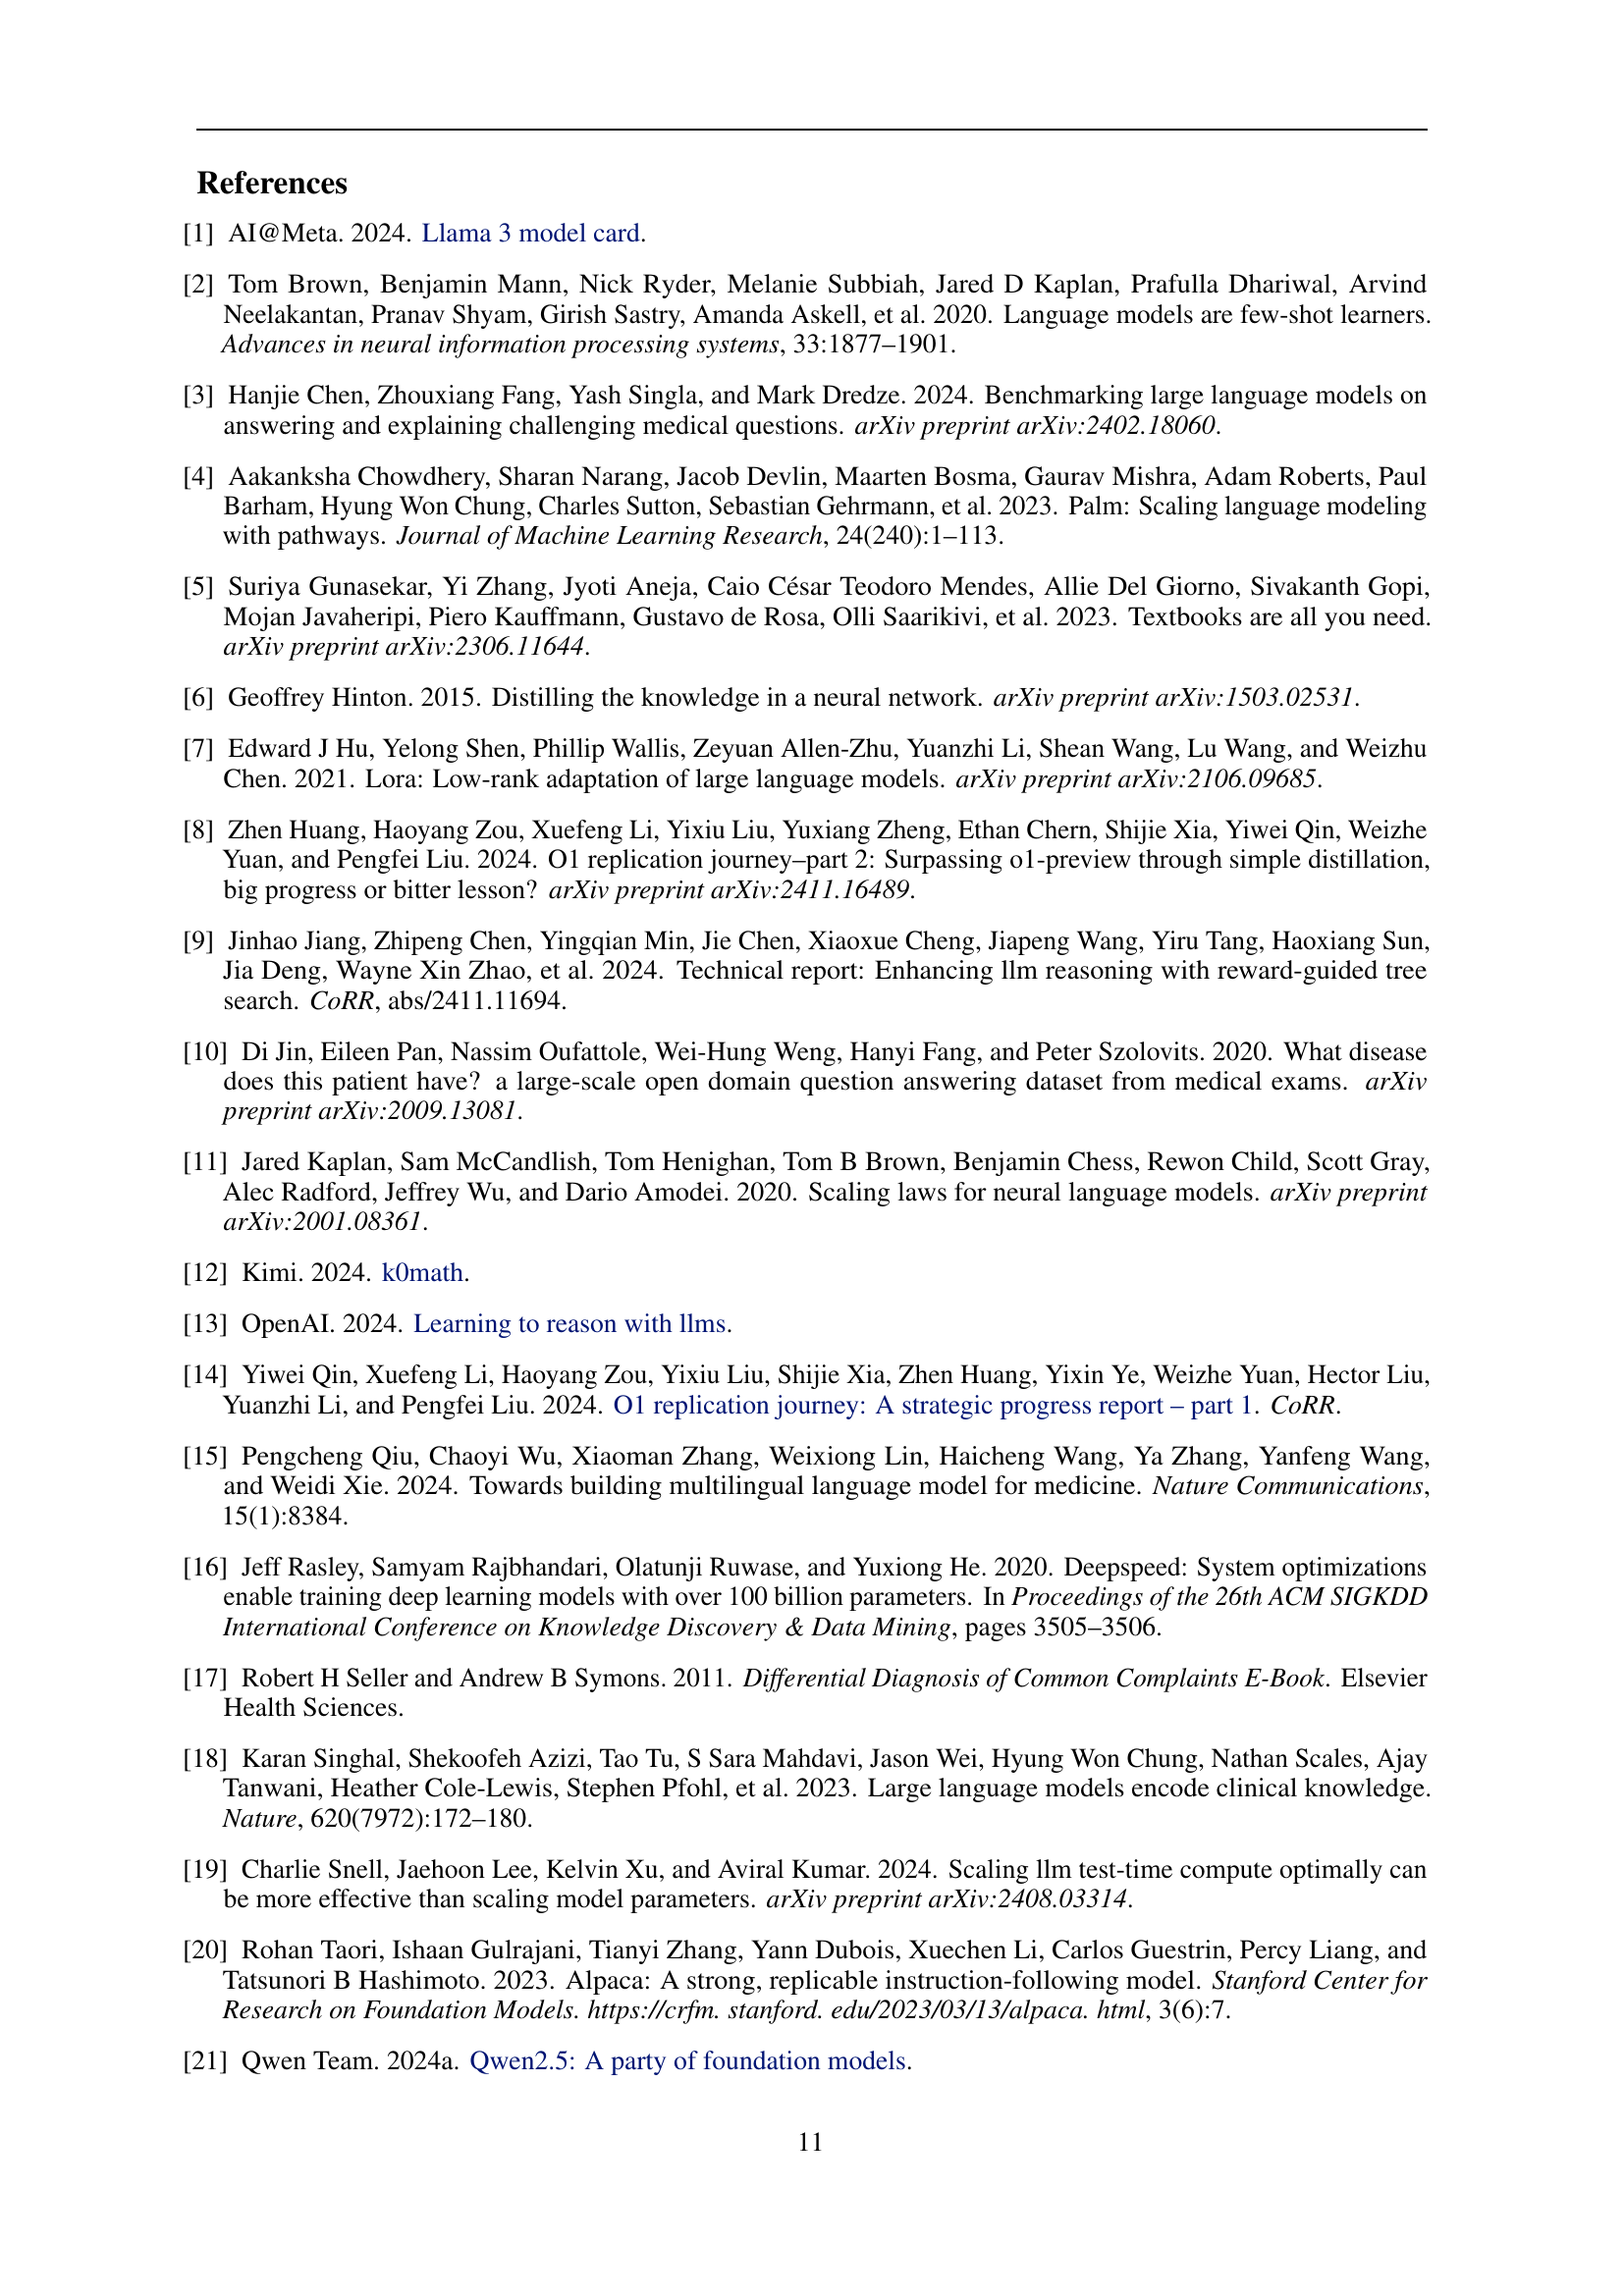 References
[1] AI@Meta. 2024. Llama 3 model card.
[2] Tom Brown, Benjamin Mann, Nick Ryder, Melanie Subbiah, Jared D Kaplan, Prafulla Dhariwal, Arvind
Neelakantan, Pranav Shyam, Girish Sastry, Amanda Askell, et al. 2020. Language models are few-shot learners.
Advances in neural information processing systems, 33:1877–1901.
[3] Hanjie Chen, Zhouxiang Fang, Yash Singla, and Mark Dredze. 2024. Benchmarking large language models on
answering and explaining challenging medical questions. arXiv preprint arXiv:2402.18060.
[4] Aakanksha Chowdhery, Sharan Narang, Jacob Devlin, Maarten Bosma, Gaurav Mishra, Adam Roberts, Paul
Barham, Hyung Won Chung, Charles Sutton, Sebastian Gehrmann, et al. 2023. Palm: Scaling language modeling
with pathways. Journal of Machine Learning Research, 24(240):1–113.
[5] Suriya Gunasekar, Yi Zhang, Jyoti Aneja, Caio César Teodoro Mendes, Allie Del Giorno, Sivakanth Gopi,
Mojan Javaheripi, Piero Kauffmann, Gustavo de Rosa, Olli Saarikivi, et al. 2023. Textbooks are all you need.
arXiv preprint arXiv:2306.11644.
[6] Geoffrey Hinton. 2015. Distilling the knowledge in a neural network. arXiv preprint arXiv:1503.02531.
[7] Edward J Hu, Yelong Shen, Phillip Wallis, Zeyuan Allen-Zhu, Yuanzhi Li, Shean Wang, Lu Wang, and Weizhu
Chen. 2021. Lora: Low-rank adaptation of large language models. arXiv preprint arXiv:2106.09685.
[8] Zhen Huang, Haoyang Zou, Xuefeng Li, Yixiu Liu, Yuxiang Zheng, Ethan Chern, Shijie Xia, Yiwei Qin, Weizhe
Yuan, and Pengfei Liu. 2024. O1 replication journey–part 2: Surpassing o1-preview through simple distillation,
big progress or bitter lesson? arXiv preprint arXiv:2411.16489.
[9] Jinhao Jiang, Zhipeng Chen, Yingqian Min, Jie Chen, Xiaoxue Cheng, Jiapeng Wang, Yiru Tang, Haoxiang Sun,
Jia Deng, Wayne Xin Zhao, et al. 2024. Technical report: Enhancing llm reasoning with reward-guided tree
search. CoRR, abs/2411.11694.
[10] Di Jin, Eileen Pan, Nassim Oufattole, Wei-Hung Weng, Hanyi Fang, and Peter Szolovits. 2020. What disease
does this patient have? a large-scale open domain question answering dataset from medical exams. arXiv
preprint arXiv:2009.13081.
[11] Jared Kaplan, Sam McCandlish, Tom Henighan, Tom B Brown, Benjamin Chess, Rewon Child, Scott Gray,
Alec Radford, Jeffrey Wu, and Dario Amodei. 2020. Scaling laws for neural language models. arXiv preprint
arXiv:2001.08361.
[12] Kimi. 2024. k0math.
[13] OpenAI. 2024. Learning to reason with llms.
[14] Yiwei Qin, Xuefeng Li, Haoyang Zou, Yixiu Liu, Shijie Xia, Zhen Huang, Yixin Ye, Weizhe Yuan, Hector Liu,
Yuanzhi Li, and Pengfei Liu. 2024. O1 replication journey: A strategic progress report – part 1. CoRR.
[15] Pengcheng Qiu, Chaoyi Wu, Xiaoman Zhang, Weixiong Lin, Haicheng Wang, Ya Zhang, Yanfeng Wang,
and Weidi Xie. 2024. Towards building multilingual language model for medicine. Nature Communications,
15(1):8384.
[16] Jeff Rasley, Samyam Rajbhandari, Olatunji Ruwase, and Yuxiong He. 2020. Deepspeed: System optimizations
enable training deep learning models with over 100 billion parameters. In Proceedings of the 26th ACM SIGKDD
International Conference on Knowledge Discovery & Data Mining, pages 3505–3506.
[17] Robert H Seller and Andrew B Symons. 2011. Differential Diagnosis of Common Complaints E-Book. Elsevier
Health Sciences.
[18] Karan Singhal, Shekoofeh Azizi, Tao Tu, S Sara Mahdavi, Jason Wei, Hyung Won Chung, Nathan Scales, Ajay
Tanwani, Heather Cole-Lewis, Stephen Pfohl, et al. 2023. Large language models encode clinical knowledge.
Nature, 620(7972):172–180.
[19] Charlie Snell, Jaehoon Lee, Kelvin Xu, and Aviral Kumar. 2024. Scaling llm test-time compute optimally can
be more effective than scaling model parameters. arXiv preprint arXiv:2408.03314.
[20] Rohan Taori, Ishaan Gulrajani, Tianyi Zhang, Yann Dubois, Xuechen Li, Carlos Guestrin, Percy Liang, and
Tatsunori B Hashimoto. 2023. Alpaca: A strong, replicable instruction-following model. Stanford Center for
Research on Foundation Models. https://crfm. stanford. edu/2023/03/13/alpaca. html, 3(6):7.
[21] Qwen Team. 2024a. Qwen2.5: A party of foundation models.
11